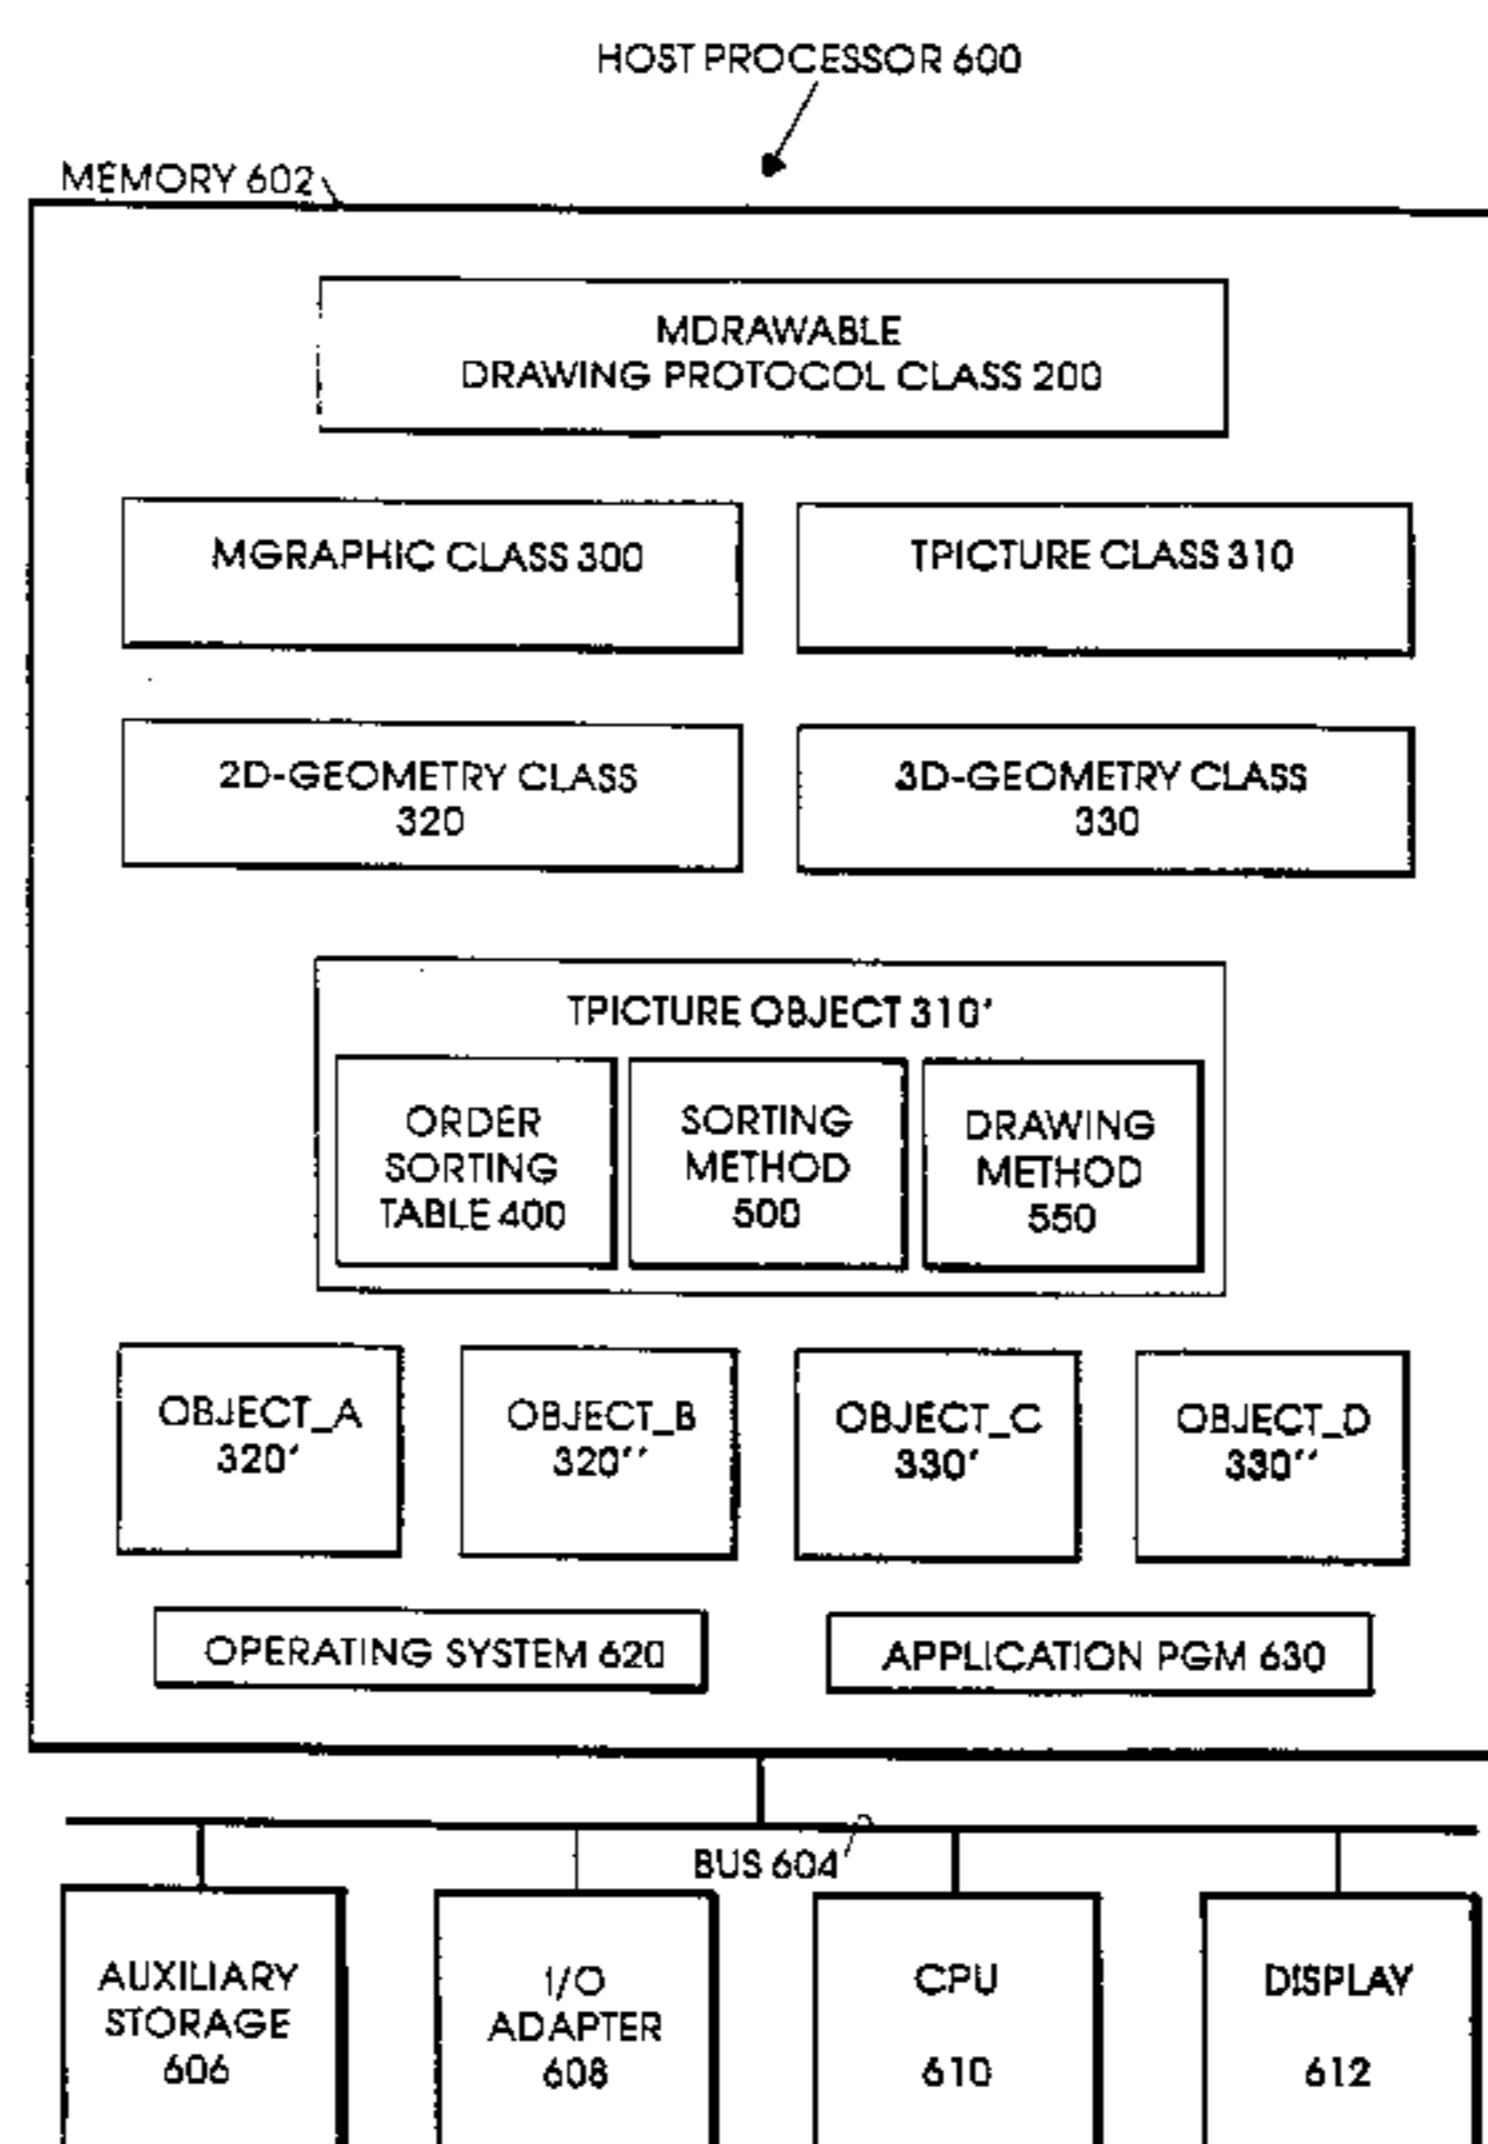 HOST PROCESSOR 600
MEMORY 602
MDRAWABLE
DRAWING PROTOCOL CLASS 200
MGRAPHIC CLASS 300
TPICTURE CLASS 310
2D-GEOMETRY CLASS
320
3D-GEOMETRY CLASS
330
TPICTURE OBJECT 310'
ORDER
SORTING
TABLE 400
SORTING
METHOD
500
DRAWING
METHOD
550
OBJECT_A
320'
OBJECT_B
320''
OBJECT_C
330'
OBJECT_D
330''
OPERATING SYSTEM 620
APPLICATION PGM 630
BUS 604
AUXILIARY
STORAGE
606
I/O
ADAPTER
608
CPU
610
DISPLAY
612